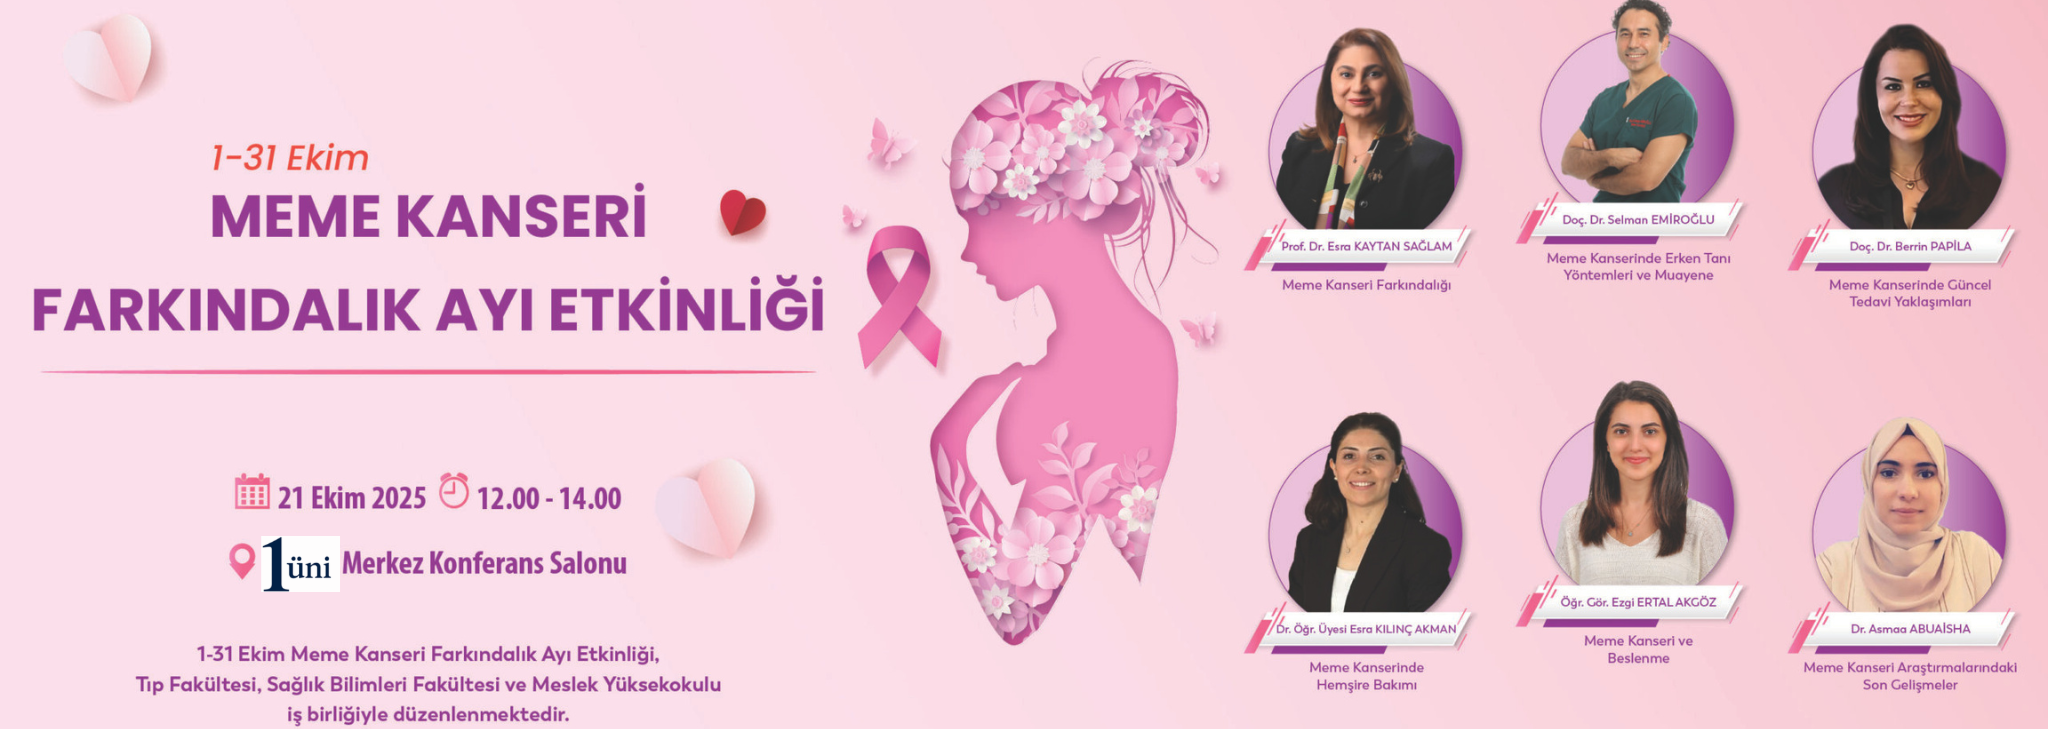 1-31 Ekim
MEME KANSERİ
FARKINDALIK AYI ETKİNLİĞİ
21 Ekim 2025 12.00 - 14.00
1üni Merkez Konferans Salonu
1-31 Ekim Meme Kanseri Farkındalık Ayı Etkinliği,
Tıp Fakültesi, Sağlık Bilimleri Fakültesi ve Meslek Yüksekokulu
iş birliğiyle düzenlenmektedir.
Prof. Dr. Esra KAYTAN SAĞLAM
Meme Kanseri Farkındalığı
Doç. Dr. Selman EMİROĞLU
Meme Kanserinde Erken Tanı
Yöntemleri ve Muayene
Doç. Dr. Berrin PAPİLA
Meme Kanserinde Güncel
Tedavi Yaklaşımları
Dr. Öğr. Üyesi Esra KILINÇ AKMAN
Meme Kanserinde
Hemşire Bakımı
Öğr. Gör. Ezgi ERTAL AKGÖZ
Meme Kanseri ve
Beslenme
Dr. Asmaa ABUAİSHA
Meme Kanseri Araştırmalarındaki
Son Gelişmeler